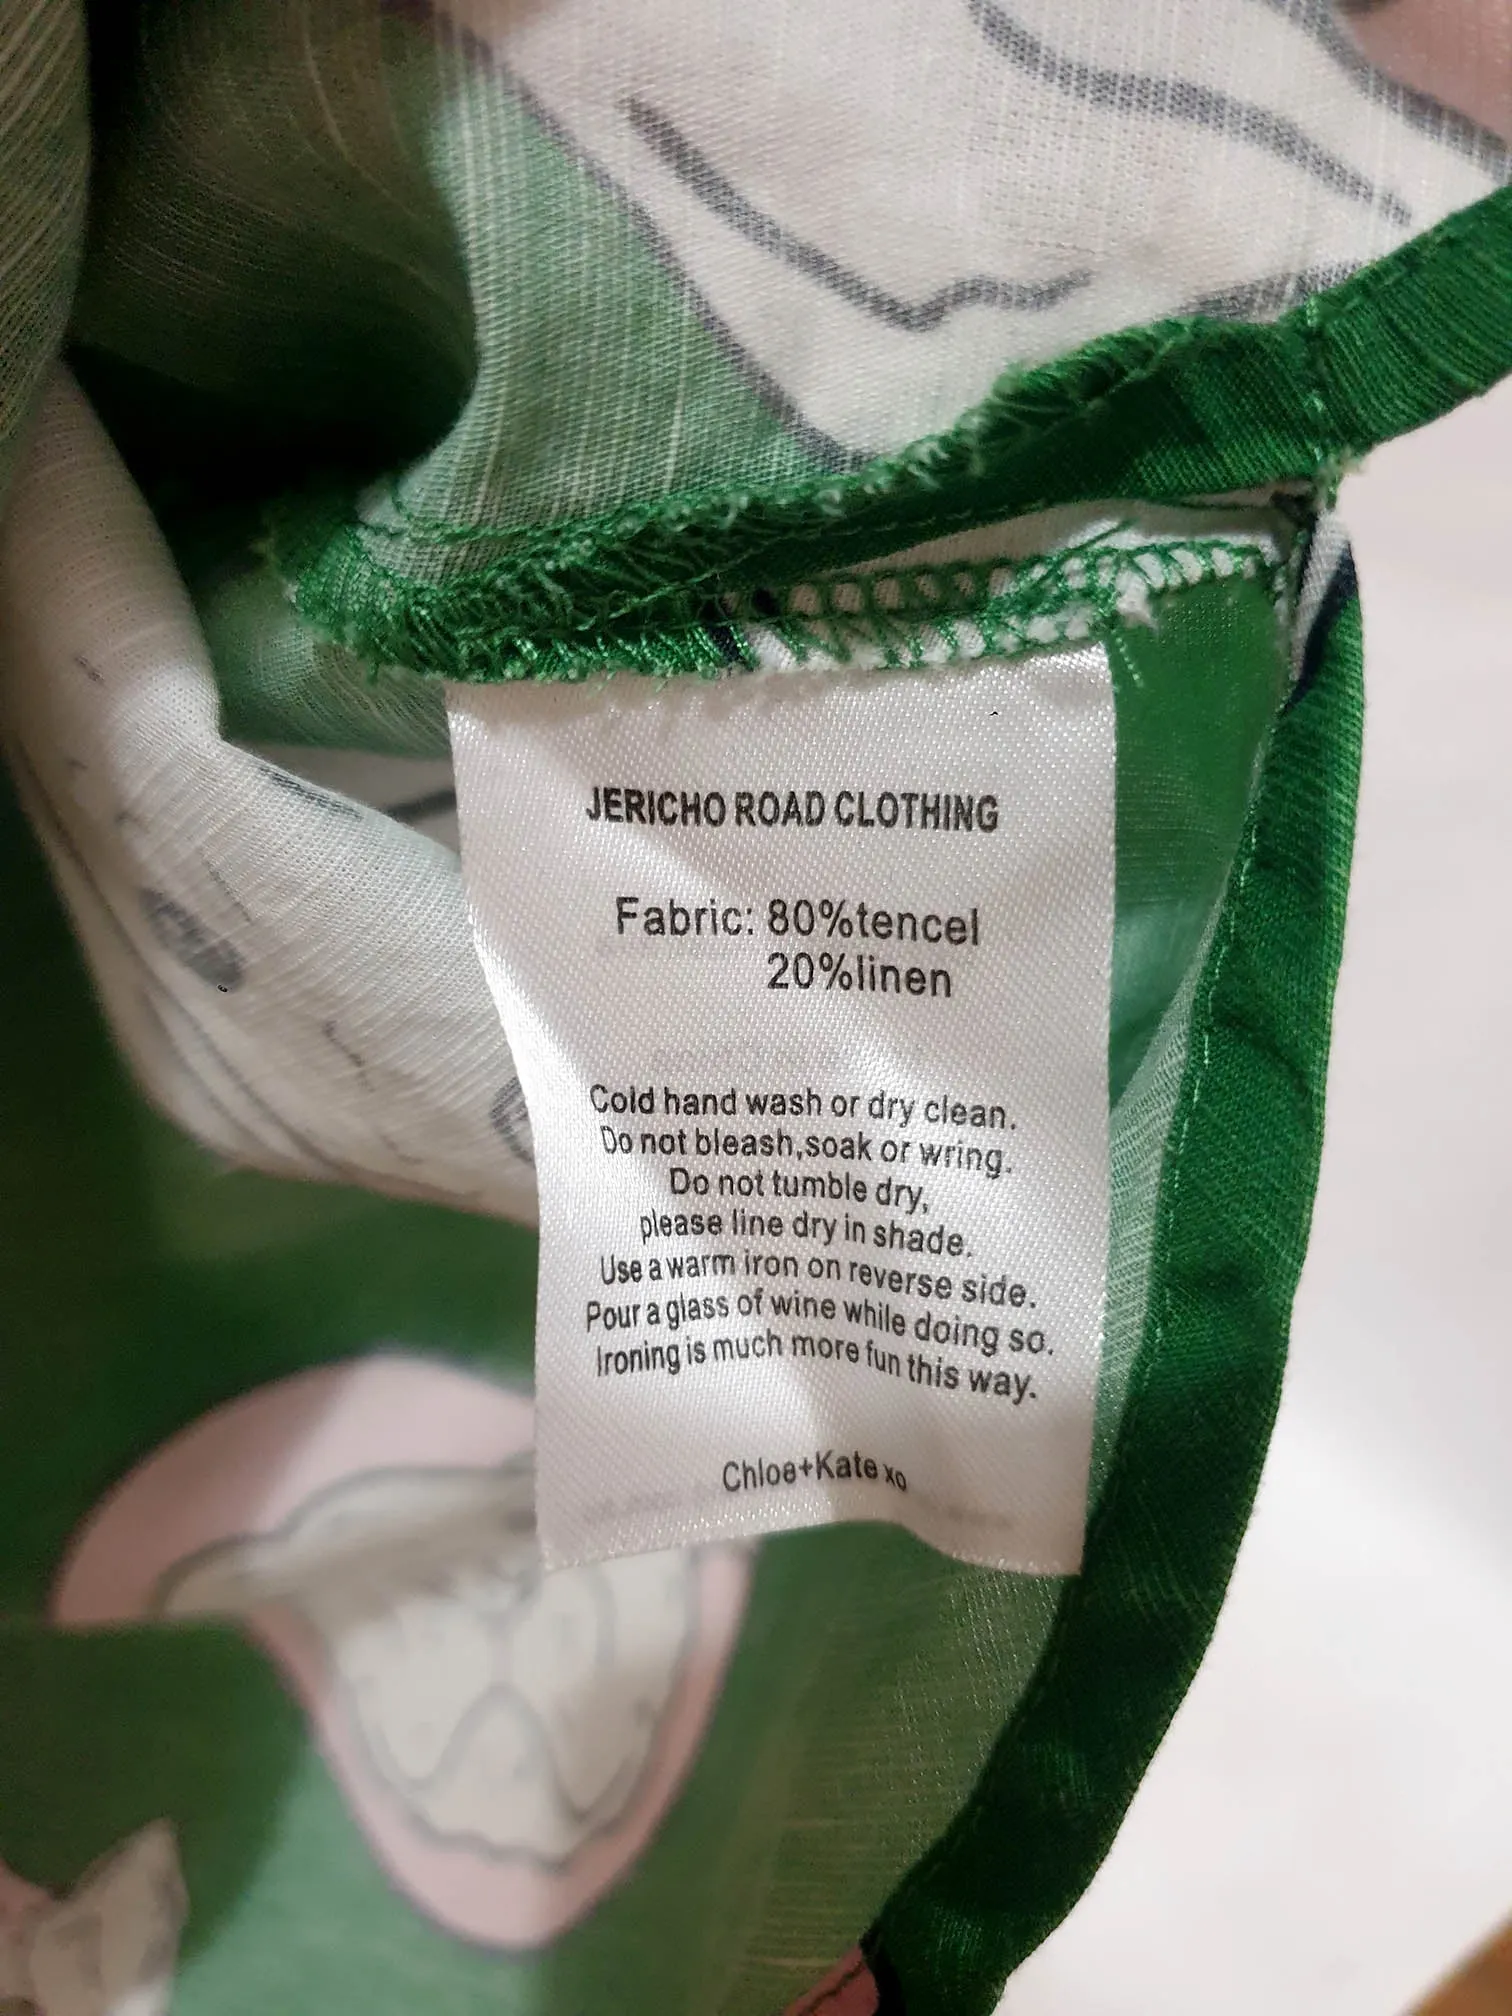 JERICHO ROAD CLOTHING
Fabric: 80%tencel
20%linen
Cold hand wash or dry clean.
Do not bleash,soak or wring.
Do not tumble dry,
please line dry in shade.
Use a warm iron on reverse side.
Pour a glass of wine while doing so.
Ironing is much more fun this way.
Chloe+Kate xo